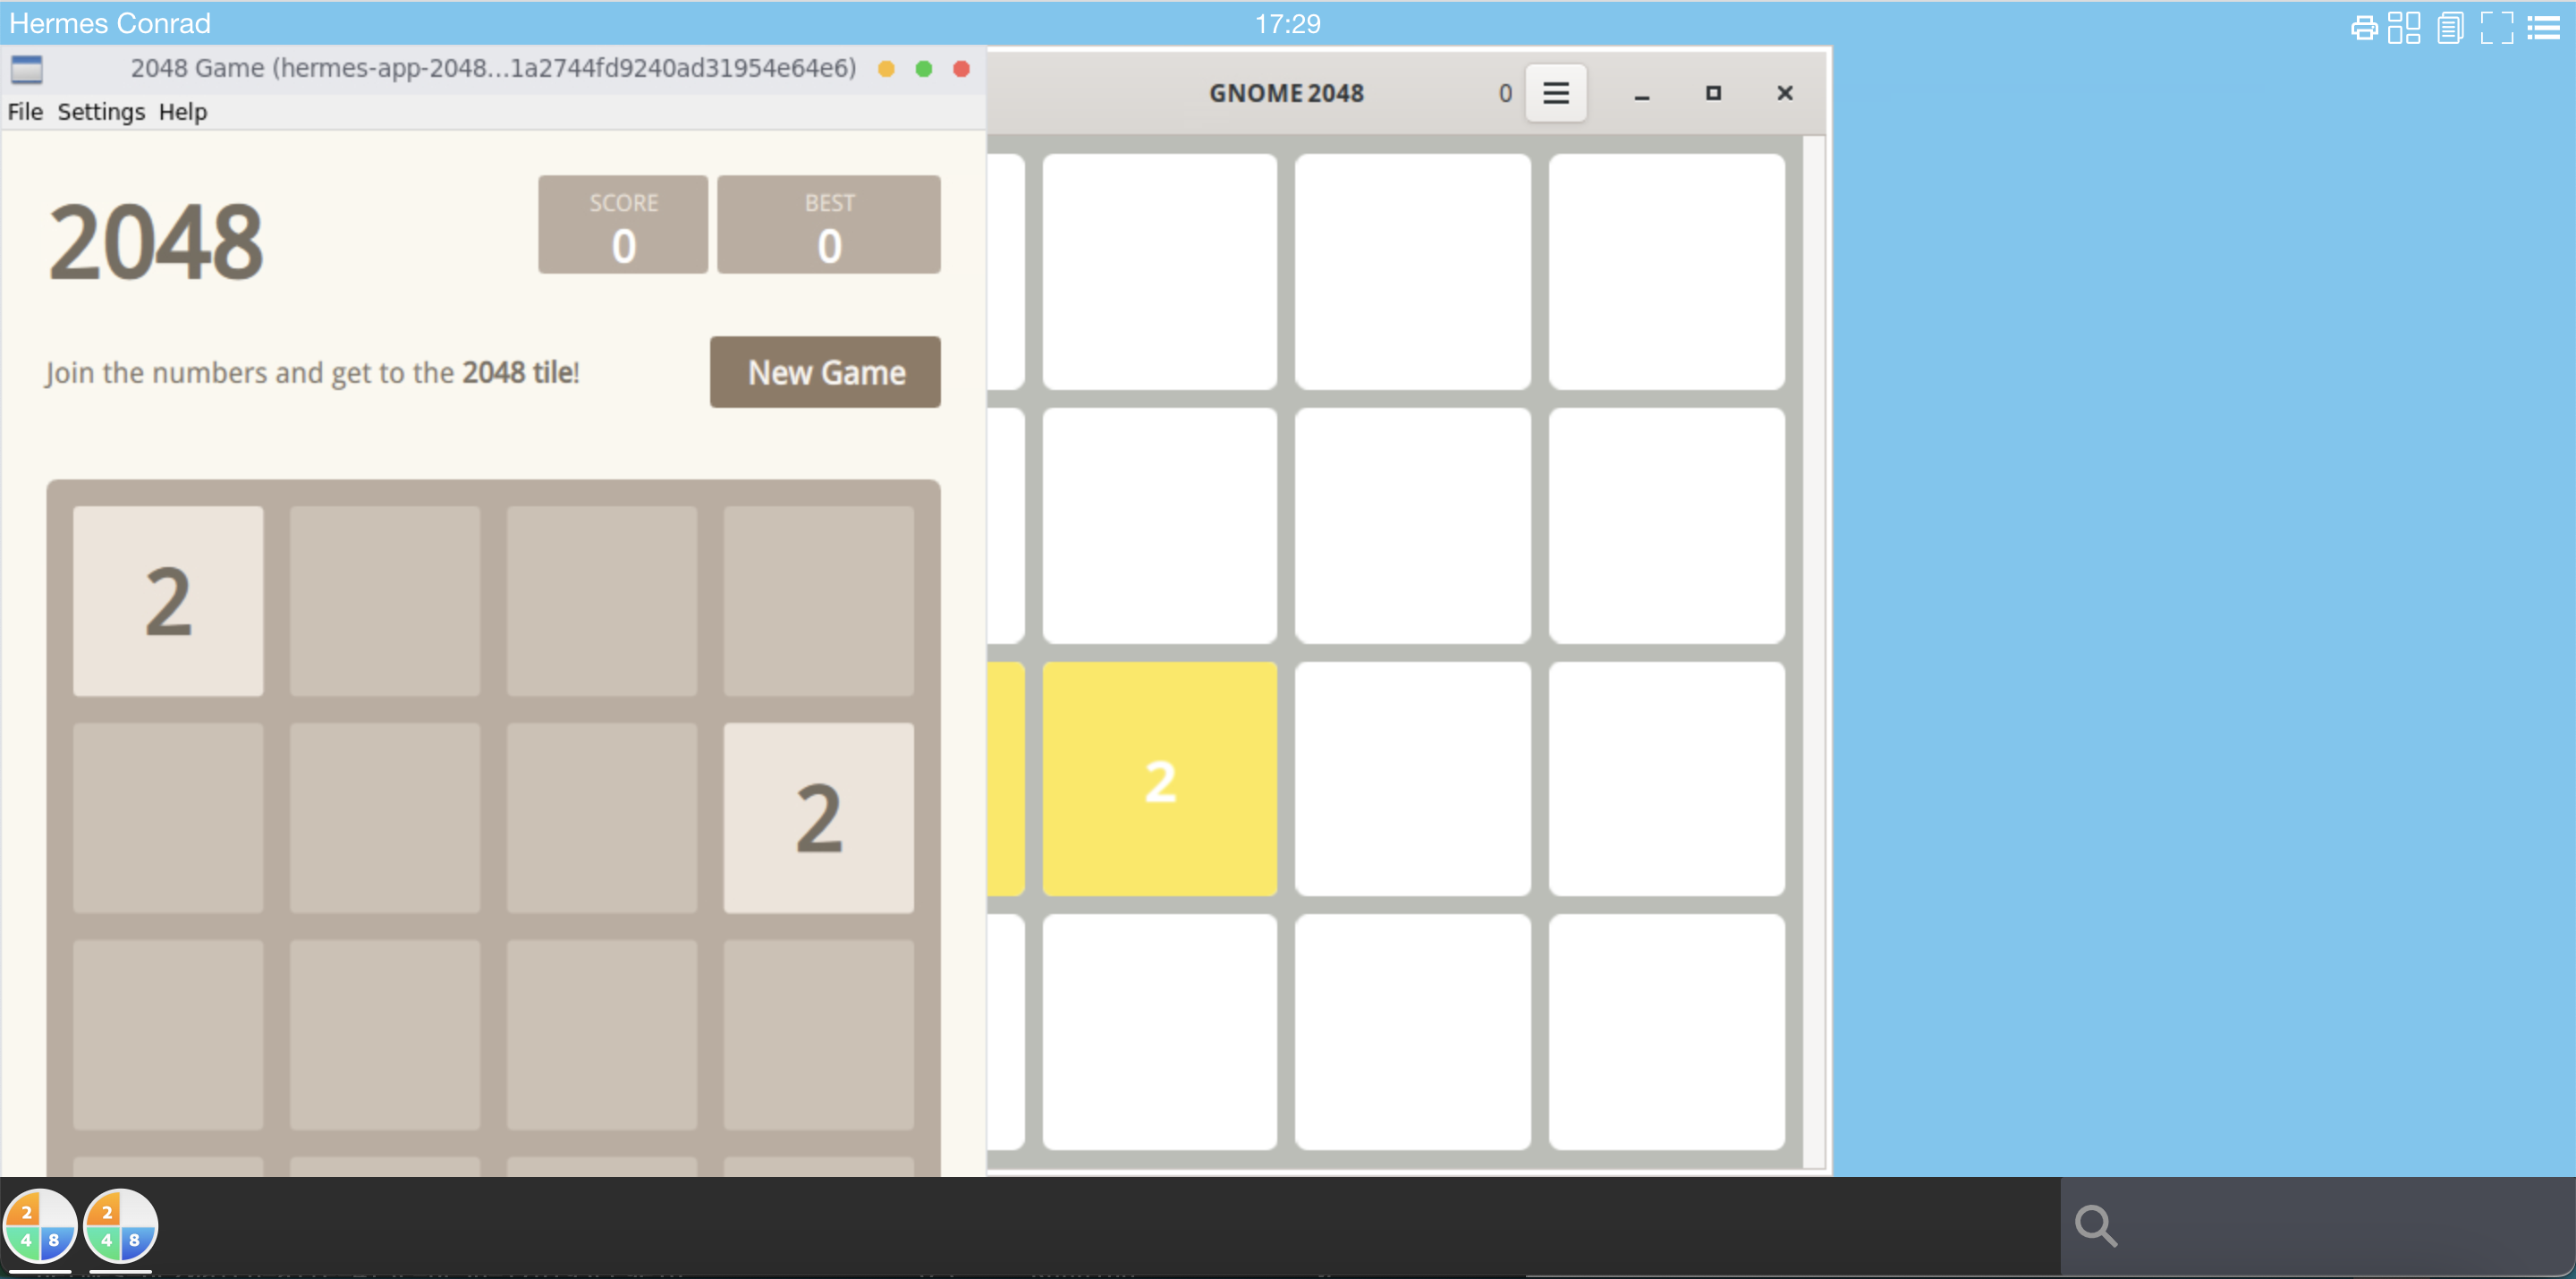 Hermes Conrad
17:29
2048 Game (hermes-app-2048...1a2744fd9240ad31954e64e6)
File Settings Help
2048
SCORE
0
BEST
0
Join the numbers and get to the 2048 tile!
New Game
2
2
GNOME 2048
0
2
2
4 8
2
4 8